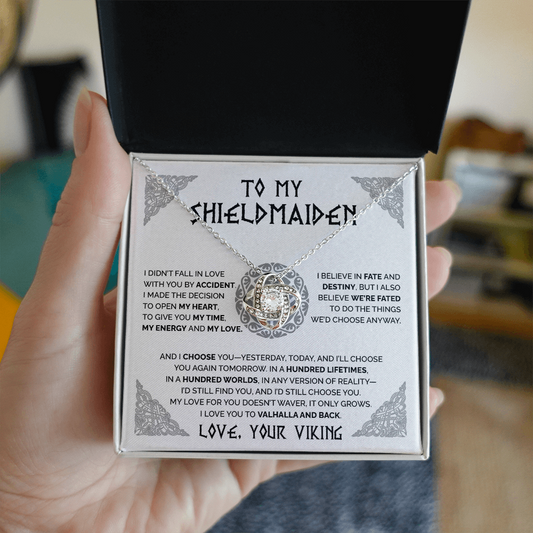 TO MY
SHIELDMAIDEN
I DIDN'T FALL IN LOVE
WITH YOU BY ACCIDENT.
I MADE THE DECISION
TO OPEN MY HEART,
TO GIVE YOU MY TIME,
MY ENERGY AND MY LOVE.
I BELIEVE IN FATE AND
DESTINY, BUT I ALSO
BELIEVE WE'RE FATED
TO DO THE THINGS
WE'D CHOOSE ANYWAY.
AND I CHOOSE YOU—YESTERDAY, TODAY, AND I'LL CHOOSE
YOU AGAIN TOMORROW. IN A HUNDRED LIFETIMES,
IN A HUNDRED WORLDS, IN ANY VERSION OF REALITY—
I'D STILL FIND YOU, AND I'D STILL CHOOSE YOU.
MY LOVE FOR YOU DOESN'T WAVER, IT ONLY GROWS.
I LOVE YOU TO VALHALLA AND BACK.
LOVE, YOUR VIKING